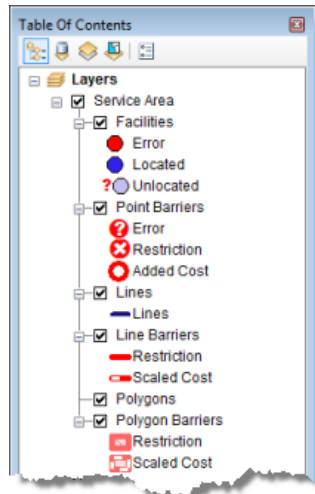 Table Of Contents
Layers
Service Area
Facilities
Error
Located
?Unlocated
Point Barriers
Error
Restriction
Added Cost
Lines
Lines
Line Barriers
Restriction
Scaled Cost
Polygons
Polygon Barriers
Restriction
Scaled Cost